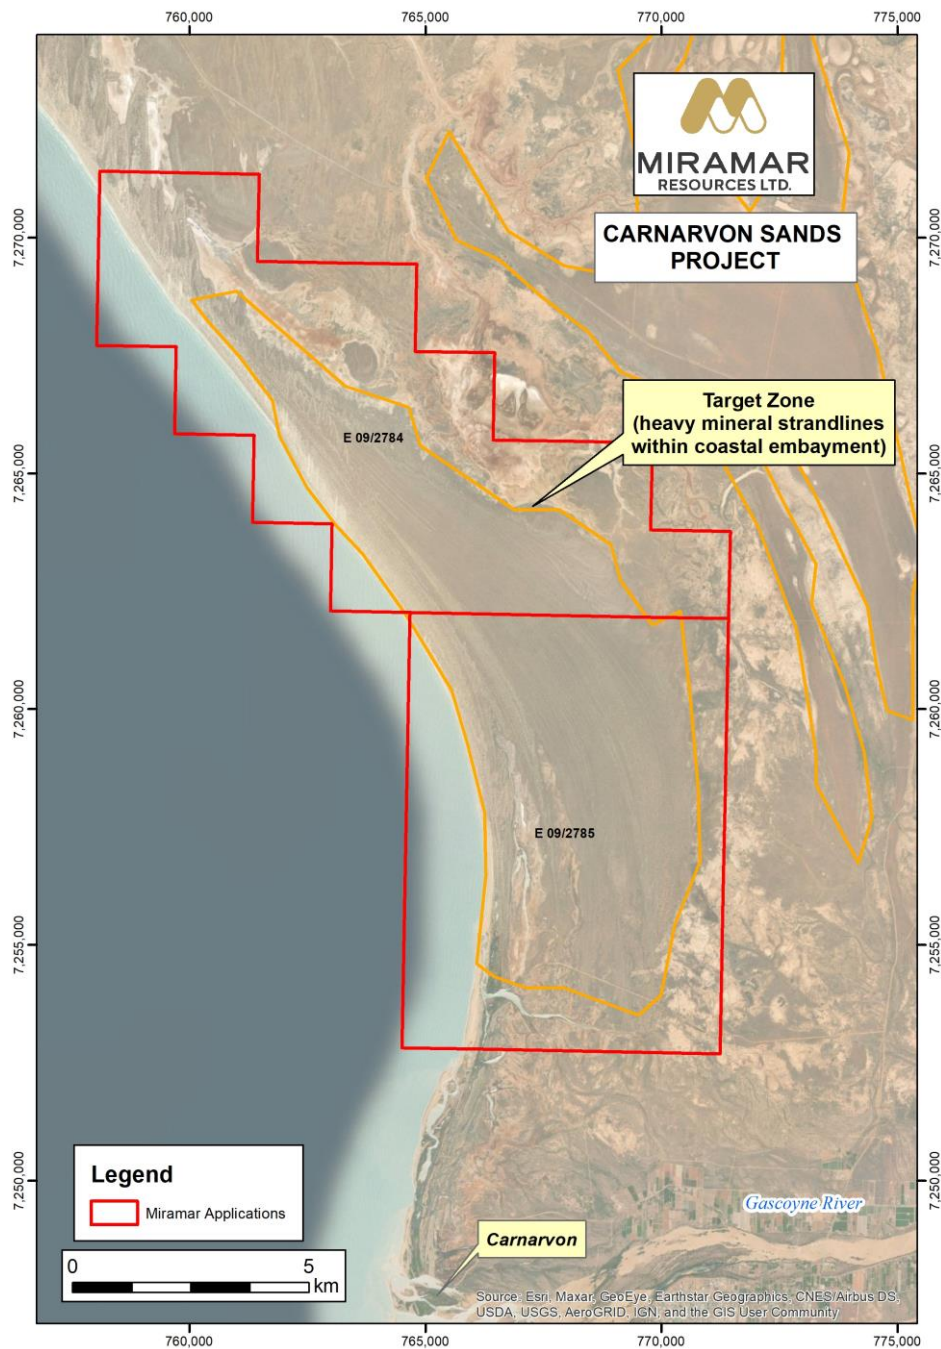 760,000
765,000
770,000
775,000
MIRAMAR
RESOURCES LTD.
CARNARVON SANDS
PROJECT
7,270,000
7,270,000
Target Zone
(heavy mineral strandlines
within coastal embayment)
E 09/2784
7,265,000
7,265,000
7,260,000
7,260,000
E 09/2785
7,255,000
7,255,000
Legend
Miramar Applications
7,250,000
7,250,000
Gascoyne River
Carnarvon
0
5
km
Source: Esri, Maxar, GeoEye, Earthstar Geographics, CNES/Airbus DS,
USDA, USGS, AeroGRID, IGN, and the GIS User Community
760,000
765,000
770,000
775,000